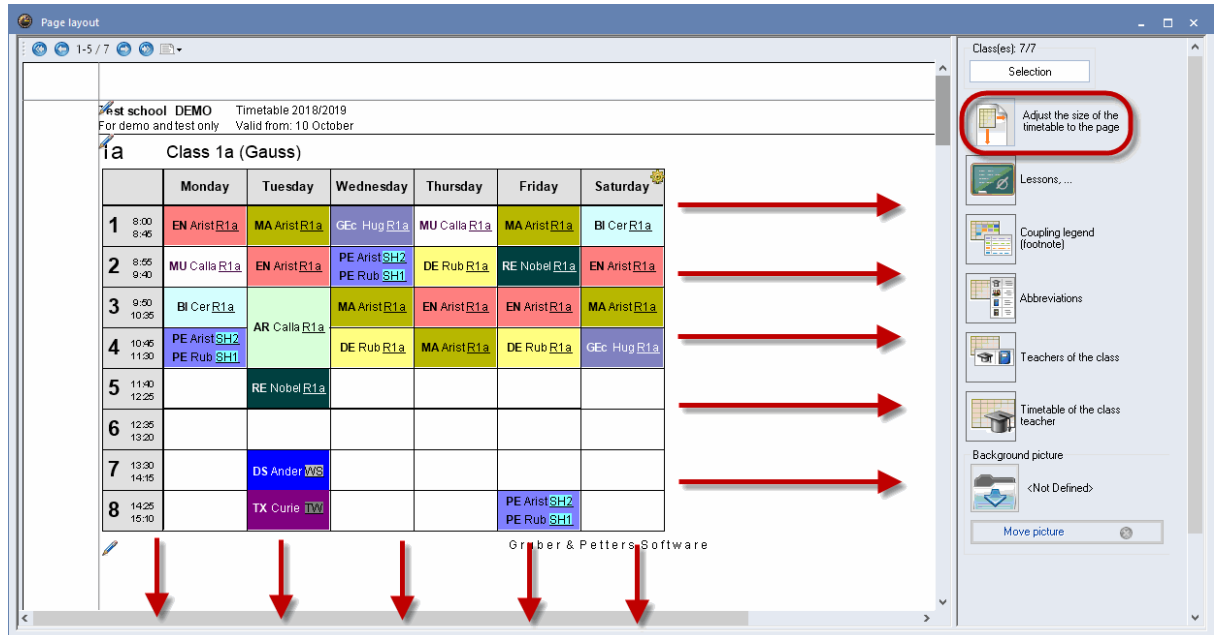 Page layout
1-5 / 7
Test school DEMO Timetable 2018/2019
For demo and test only Valid from: 10 October
1a Class 1a (Gauss)
Monday Tuesday Wednesday Thursday Friday Saturday
1 8:00 8:45 EN Arist R1a MA Arist R1a GEc Hug R1a MU Calla R1a MA Arist R1a BI Cer R1a
2 8:55 9:40 MU Calla R1a EN Arist R1a PE Arist SH2 PE Rub SH1 DE Rub R1a RE Nobel R1a EN Arist R1a
3 9:50 10:35 BI Cer R1a AR Calla R1a MA Arist R1a EN Arist R1a EN Arist R1a MA Arist R1a
4 10:45 11:30 PE Arist SH2 PE Rub SH1 DE Rub R1a MA Arist R1a DE Rub R1a GEc Hug R1a
5 11:40 12:25 RE Nobel R1a
6 12:35 13:20
7 13:30 14:15 DS Ander WS
8 14:25 15:10 TX Curie TW PE Arist SH2 PE Rub SH1
Gruber & Petters Software
Class(es): 7/7
Selection
Adjust the size of the
timetable to the page
Lessons, ...
Coupling legend
(footnote)
Abbreviations
Teachers of the class
Timetable of the class
teacher
Background picture
<Not Defined>
Move picture